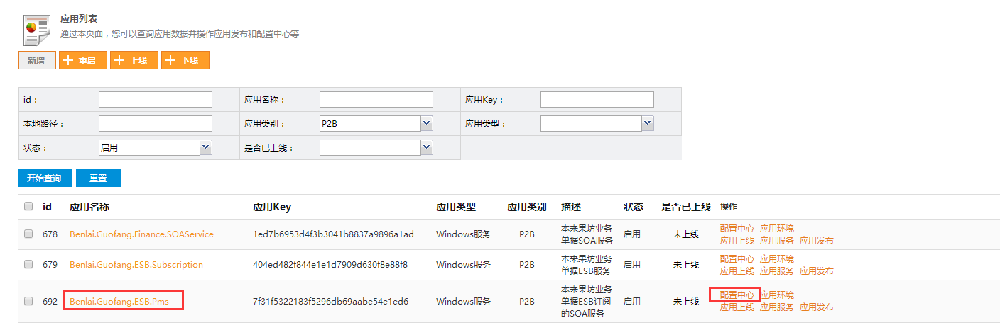 应用列表
通过本页面，您可以查询应用数据并操作应用发布和配置中心等
新增 重启 上线 下线
id： 应用名称： 应用Key：
本地路径： 应用类别： P2B 应用类型：
状态： 启用 是否已上线：
开始查询 重置
id 应用名称 应用Key 应用类型 应用类别 描述 状态 是否已上线 操作
678 Benlai.Guofang.Finance.SOAService 1ed7b6953d4f3b3041b8837a9896a1ad Windows服务 P2B 本来果坊业务 启用 未上线 配置中心 应用环境
单据SOA服务 应用上线 应用服务 应用发布
679 Benlai.Guofang.ESB.Subscription 404ed482f844e1e1d7909d630f8e88f8 Windows服务 P2B 本来果坊业务 启用 未上线 配置中心 应用环境
单据ESB服务 应用上线 应用服务 应用发布
692 Benlai.Guofang.ESB.Pms 7f31f5322183f5296db69aabe54e1ed6 Windows服务 P2B 本来果坊业务 启用 未上线 配置中心 应用环境
单据ESB订阅 应用上线 应用服务 应用发布
的SOA服务